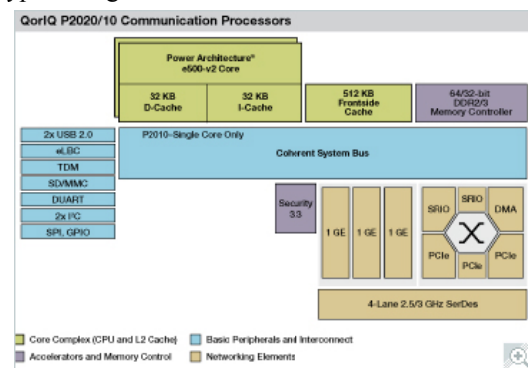 QorIQ P2020/10 Communication Processors
Power Architecture®
e500-v2 Core
32 KB
D-Cache
32 KB
I-Cache
512 KB
Frontside
Cache
64/32-bit
DDR2/3
Memory Controller
2x USB 2.0
eLBC
TDM
SD/MMC
DUART
2x I²C
SPI, GPIO
P2010–Single Core Only
Coherent System Bus
Security
3.3
1 GE
1 GE
1 GE
SRIO
SRIO
DMA
PCIe
PCIe
PCIe
4-Lane 2.5/3 GHz SerDes
Core Complex (CPU and L2 Cache)
Basic Peripherals and Interconnect
Accelerators and Memory Control
Networking Elements